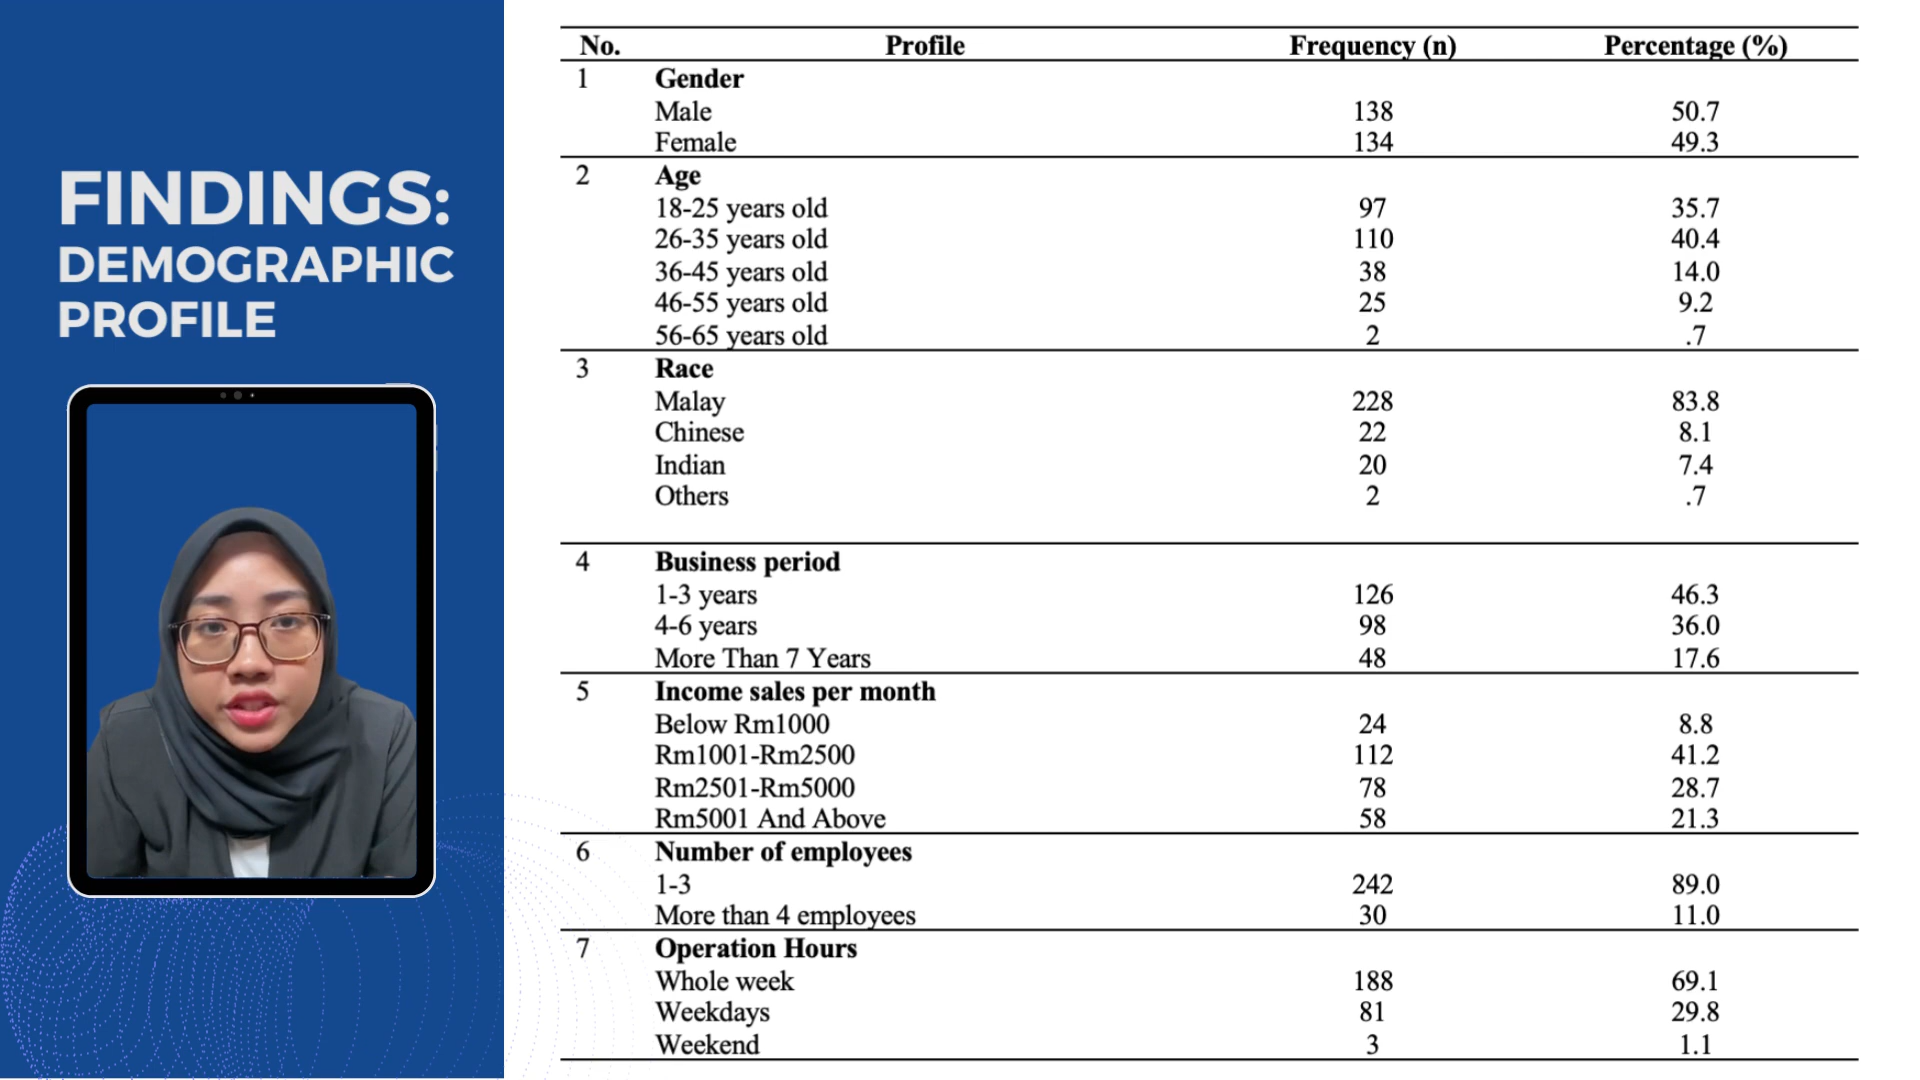 FINDINGS:
DEMOGRAPHIC
PROFILE
No. Profile Frequency (n) Percentage (%)
1 Gender
Male 138 50.7
Female 134 49.3
2 Age
18-25 years old 97 35.7
26-35 years old 110 40.4
36-45 years old 38 14.0
46-55 years old 25 9.2
56-65 years old 2 .7
3 Race
Malay 228 83.8
Chinese 22 8.1
Indian 20 7.4
Others 2 .7
4 Business period
1-3 years 126 46.3
4-6 years 98 36.0
More Than 7 Years 48 17.6
5 Income sales per month
Below Rm1000 24 8.8
Rm1001-Rm2500 112 41.2
Rm2501-Rm5000 78 28.7
Rm5001 And Above 58 21.3
6 Number of employees
1-3 242 89.0
More than 4 employees 30 11.0
7 Operation Hours
Whole week 188 69.1
Weekdays 81 29.8
Weekend 3 1.1